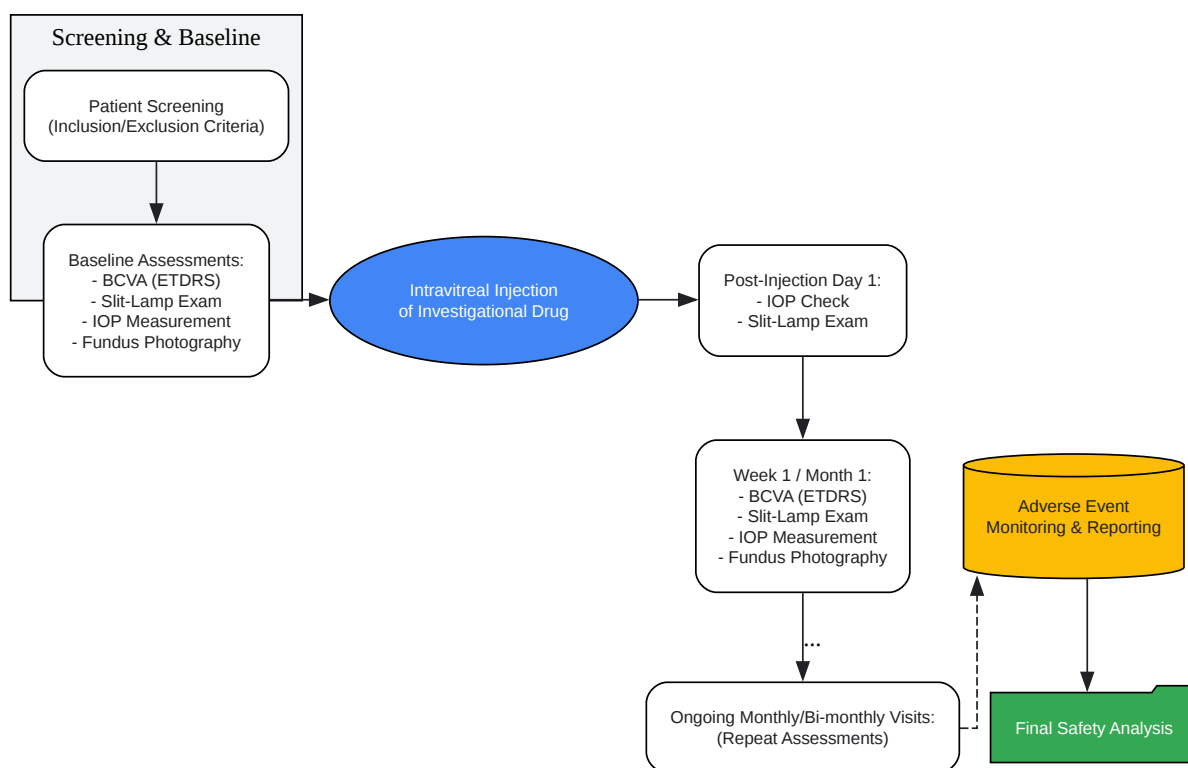 Screening & Baseline
Patient Screening
(Inclusion/Exclusion Criteria)
Baseline Assessments:
- BCVA (ETDRS)
- Slit-Lamp Exam
- IOP Measurement
- Fundus Photography
Intravitreal Injection
of Investigational Drug
Post-Injection Day 1:
- IOP Check
- Slit-Lamp Exam
Week 1 / Month 1:
- BCVA (ETDRS)
- Slit-Lamp Exam
- IOP Measurement
- Fundus Photography
...
Ongoing Monthly/Bi-monthly Visits:
(Repeat Assessments)
Adverse Event
Monitoring & Reporting
Final Safety Analysis